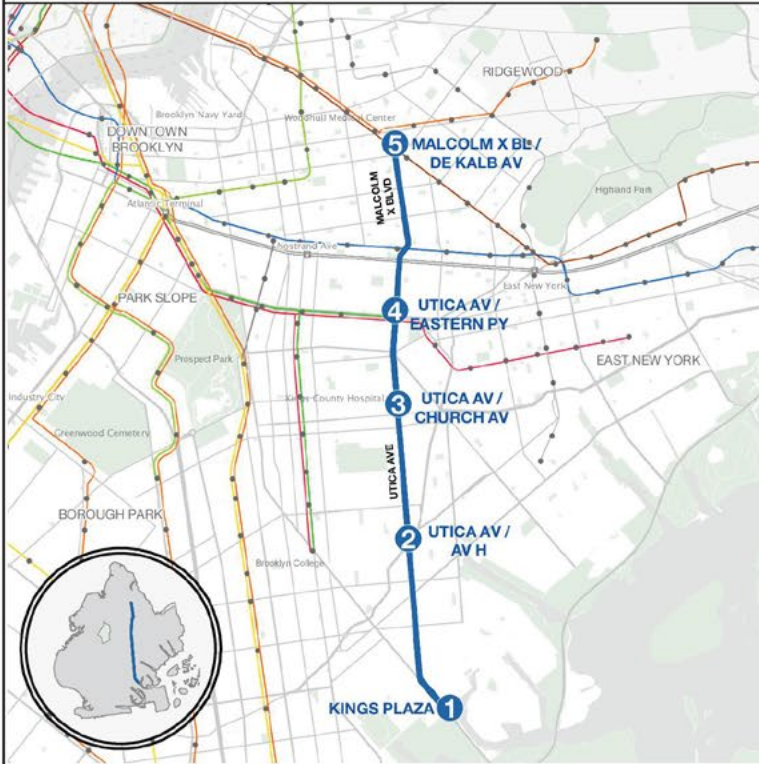 RIDGEWOOD
Brooklyn Navy Yard
Woodhull Medical Center
DOWNTOWN
BROOKLYN
5 MALCOLM X BL /
DE KALB AV
MALCOLM
X BLVD
Highland Park
Atlantic Terminal
Nostrand Ave
East New York
PARK SLOPE
4 UTICA AV /
EASTERN PY
Prospect Park
EAST NEW YORK
Industry City
Kings County Hospital
3 UTICA AV /
CHURCH AV
Greenwood Cemetery
UTICA AVE
BOROUGH PARK
2 UTICA AV /
AV H
Brooklyn College
KINGS PLAZA 1